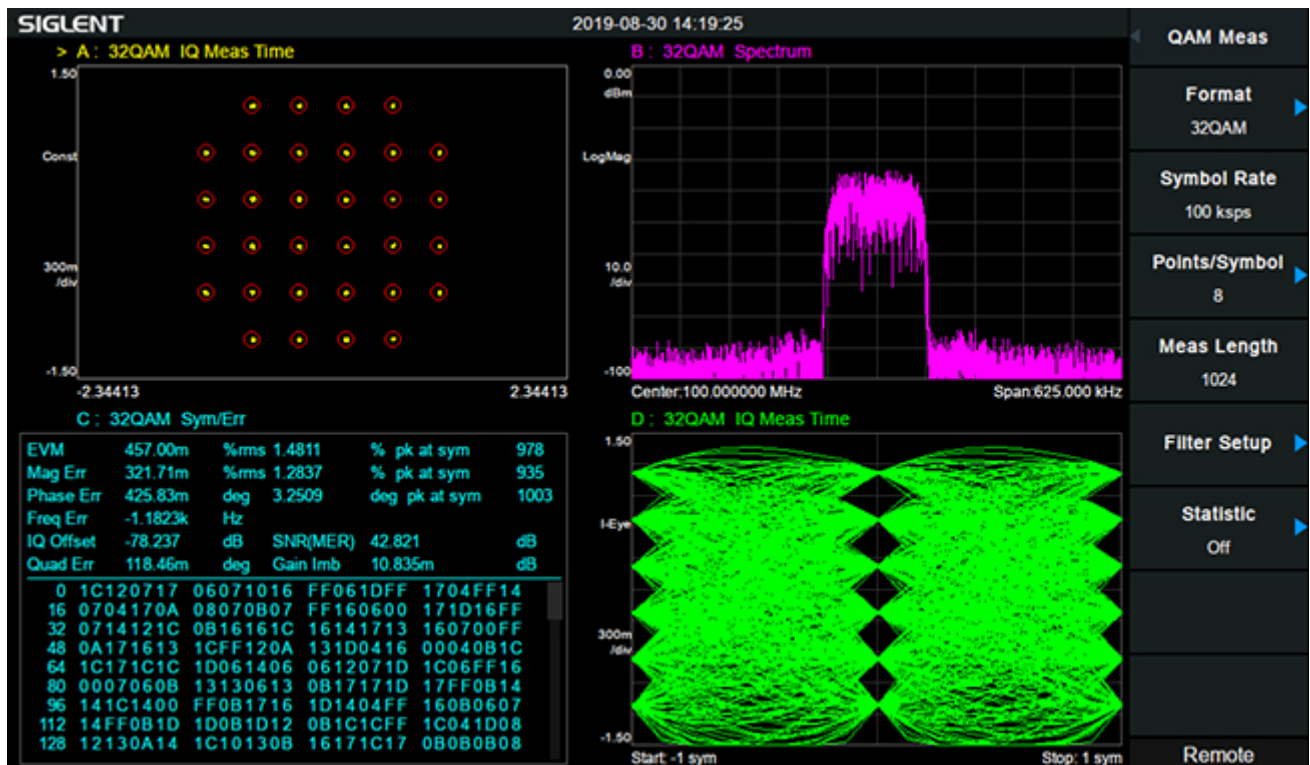 SIGLENT 2019-08-30 14:19:25
> A: 32QAM IQ Meas Time
1.50
Const
300m
/div
-1.50
-2.34413 2.34413
B: 32QAM Spectrum
0.00
dBm
LogMag
10.0
/div
-100
Center:100.000000 MHz Span:625.000 kHz
C: 32QAM Sym/Err
EVM 457.00m %rms 1.4811 % pk at sym 978
Mag Err 321.71m %rms 1.2837 % pk at sym 935
Phase Err 425.83m deg 3.2509 deg pk at sym 1003
Freq Err -1.1823k Hz
IQ Offset -78.237 dB SNR(MER) 42.821 dB
Quad Err 118.46m deg Gain Imb 10.835m dB
0 1C120717 06071016 FF061DFF 1704FF14
16 0704170A 08070B07 FF160600 171D16FF
32 0714121C 0B16161C 16141713 160700FF
48 0A171613 1CFF120A 131D0416 00040B1C
64 1C171C1C 1D061406 0612071D 1C06FF16
80 0007060B 13130613 0B17171D 17FF0B14
96 141C1400 FF0B1716 1D1404FF 160B0607
112 14FF0B1D 1D0B1D12 0B1C1CFF 1C041D08
128 12130A14 1C10130B 16171C17 0B0B0B08
D: 32QAM IQ Meas Time
1.50
I-Eye
300m
/div
-1.50
Start: -1 sym Stop: 1 sym
QAM Meas
Format
32QAM
Symbol Rate
100 ksps
Points/Symbol
8
Meas Length
1024
Filter Setup
Statistic
Off
Remote